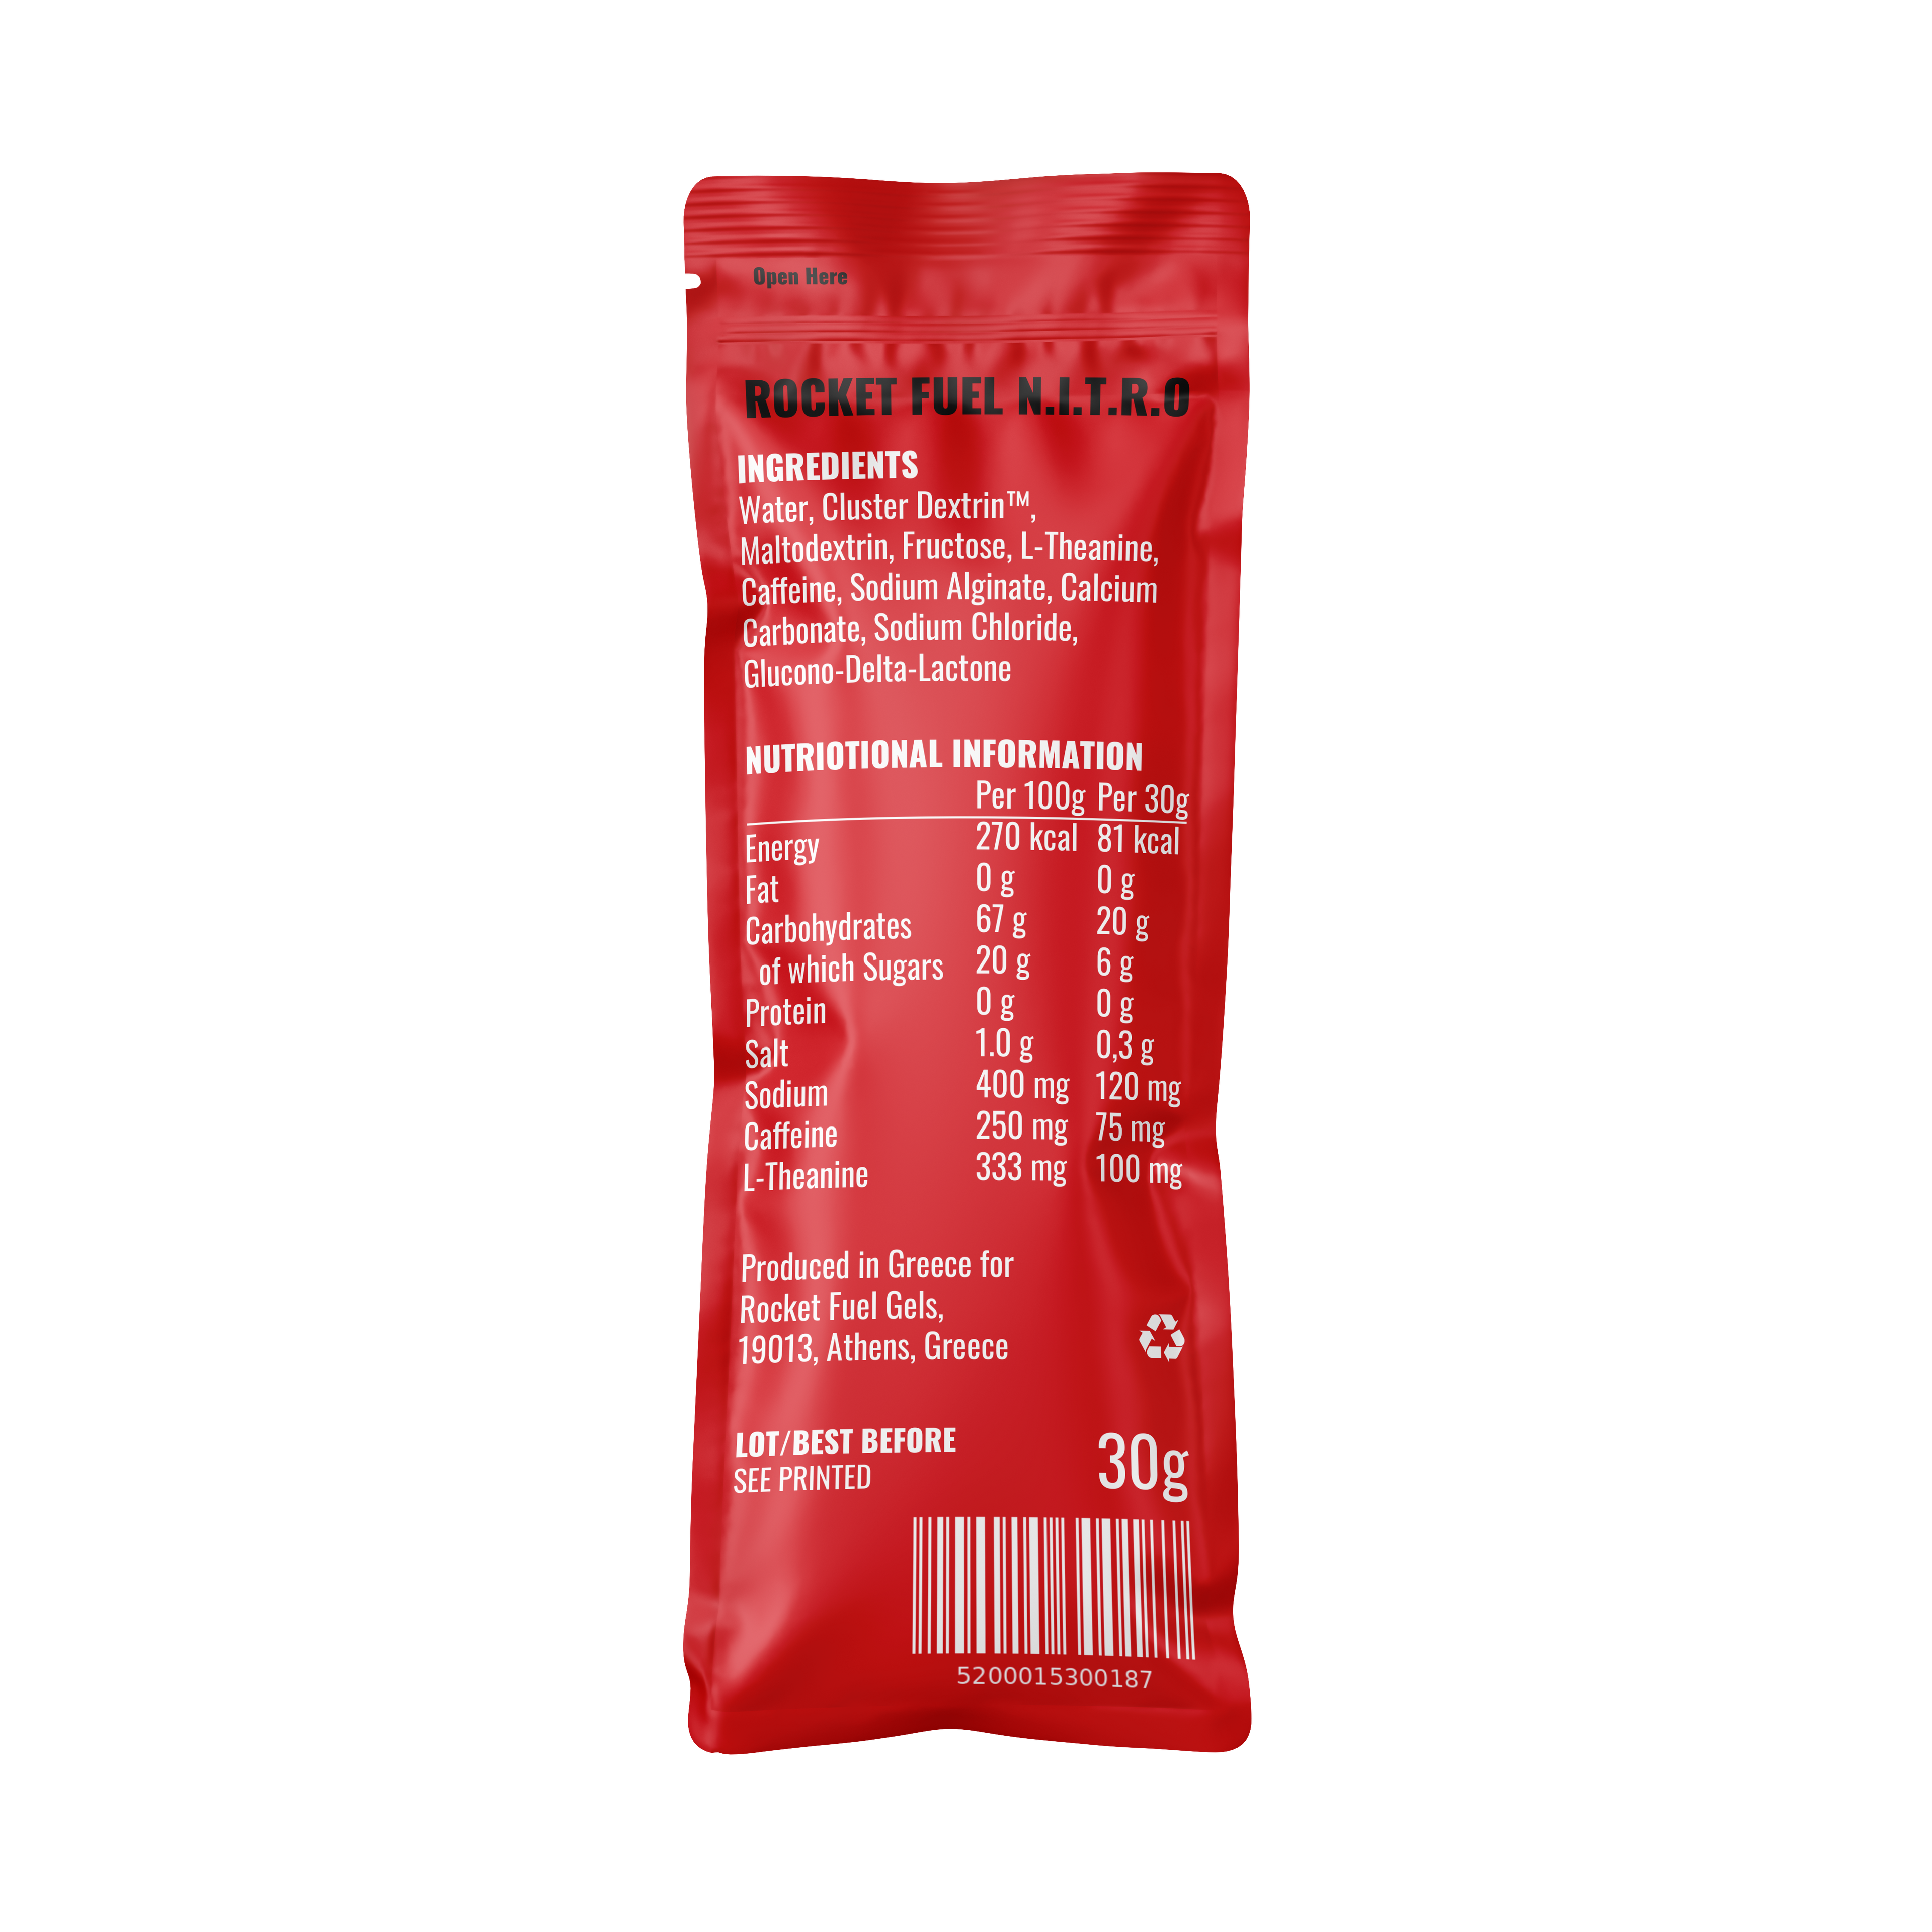 Open Here
ROCKET FUEL N.I.T.R.O
INGREDIENTS
Water, Cluster Dextrin™,
Maltodextrin, Fructose, L-Theanine,
Caffeine, Sodium Alginate, Calcium
Carbonate, Sodium Chloride,
Glucono-Delta-Lactone
NUTRIOTIONAL INFORMATION
Per 100g Per 30g
Energy 270 kcal 81 kcal
Fat 0 g 0 g
Carbohydrates 67 g 20 g
of which Sugars 20 g 6 g
Protein 0 g 0 g
Salt 1.0 g 0,3 g
Sodium 400 mg 120 mg
Caffeine 250 mg 75 mg
L-Theanine 333 mg 100 mg
Produced in Greece for
Rocket Fuel Gels,
19013, Athens, Greece
LOT/BEST BEFORE
SEE PRINTED
30g
5200015300187